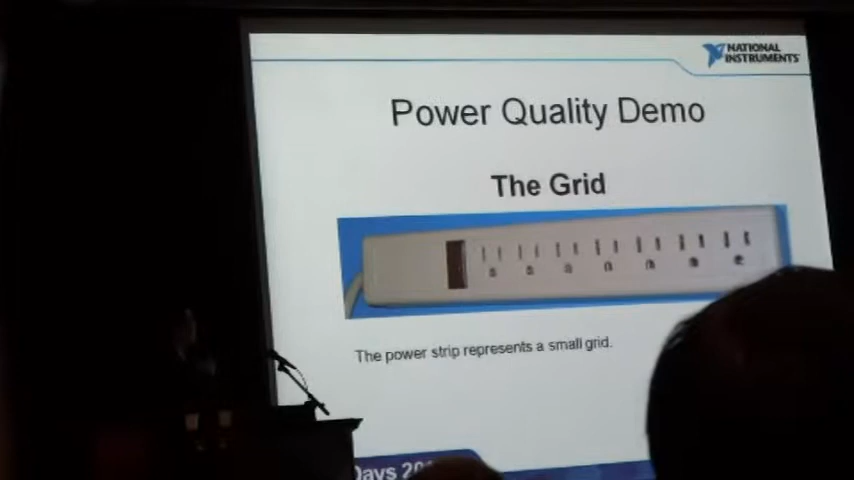 NATIONAL
INSTRUMENTS
Power Quality Demo
The Grid
The power strip represents a small grid.
Days